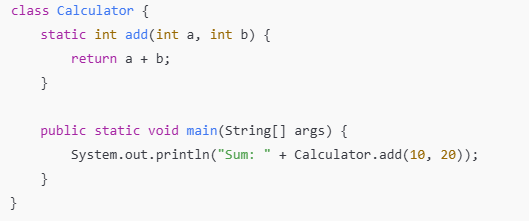 class Calculator {
    static int add(int a, int b) {
        return a + b;
    }

    public static void main(String[] args) {
        System.out.println("Sum: " + Calculator.add(10, 20));
    }
}